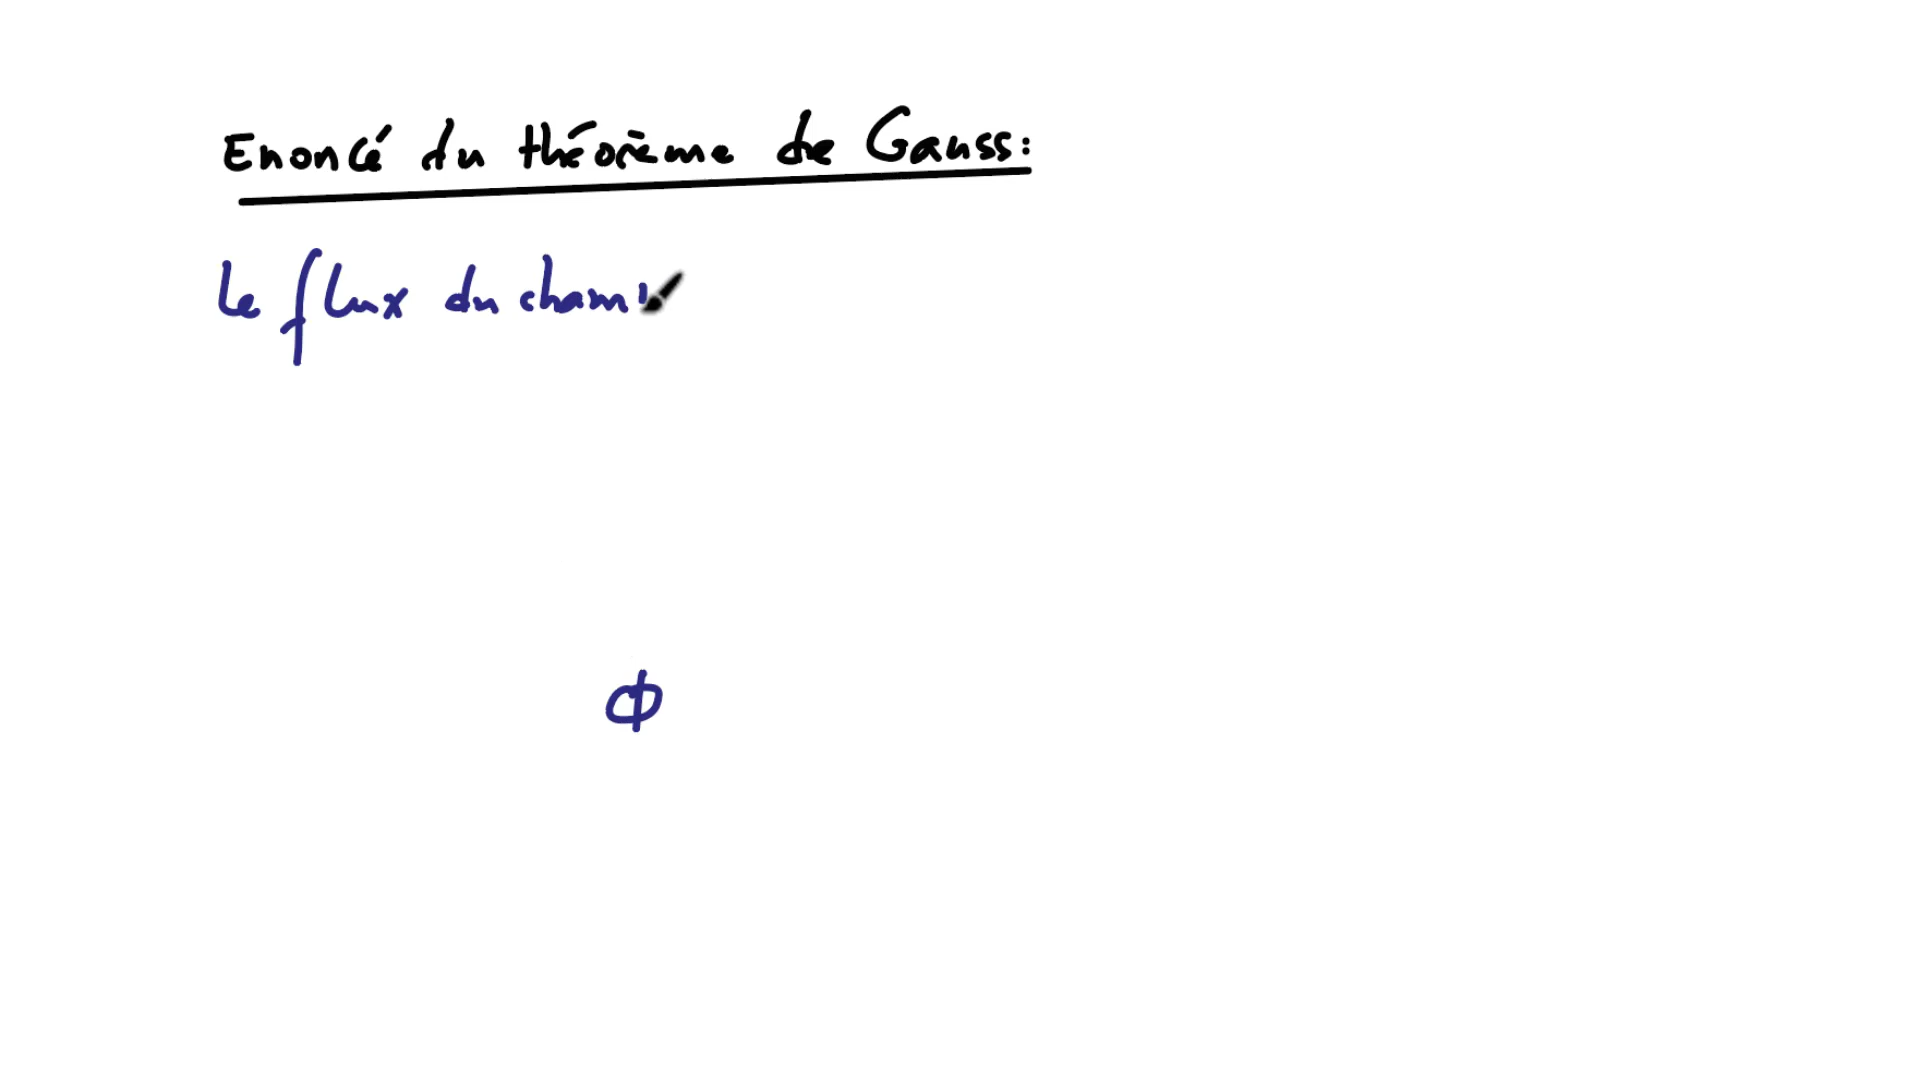 Enoncé du théorème de Gauss:
Le flux du cham
Φ